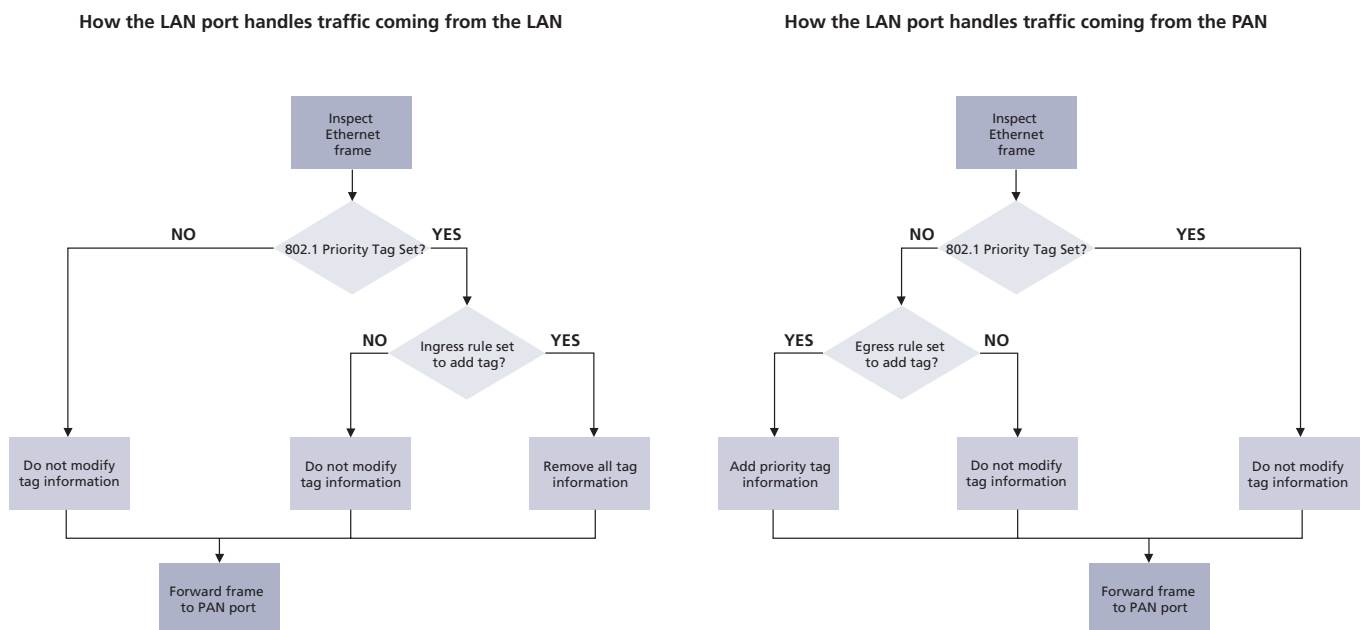 How the LAN port handles traffic coming from the LAN
Inspect
Ethernet
frame
802.1 Priority Tag Set?
NO
YES
Ingress rule set
to add tag?
NO
YES
Do not modify
tag information
Do not modify
tag information
Remove all tag
information
Forward frame
to PAN port
How the LAN port handles traffic coming from the PAN
Inspect
Ethernet
frame
802.1 Priority Tag Set?
NO
YES
Egress rule set
to add tag?
YES
NO
Add priority tag
information
Do not modify
tag information
Do not modify
tag information
Forward frame
to PAN port